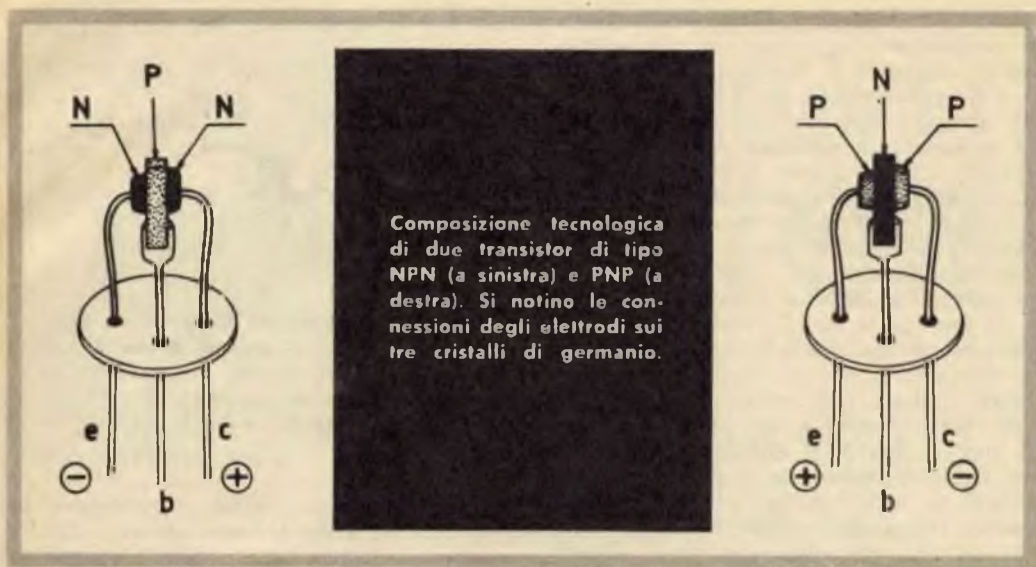 P
N N
e c
⊖ ⊕
b
Composizione tecnologica
di due transistor di tipo
NPN (a sinistra) e PNP (a
destra). Si notino le con-
nessioni degli elettrodi sui
tre cristalli di germanio.
N
P P
e c
⊕ ⊖
b